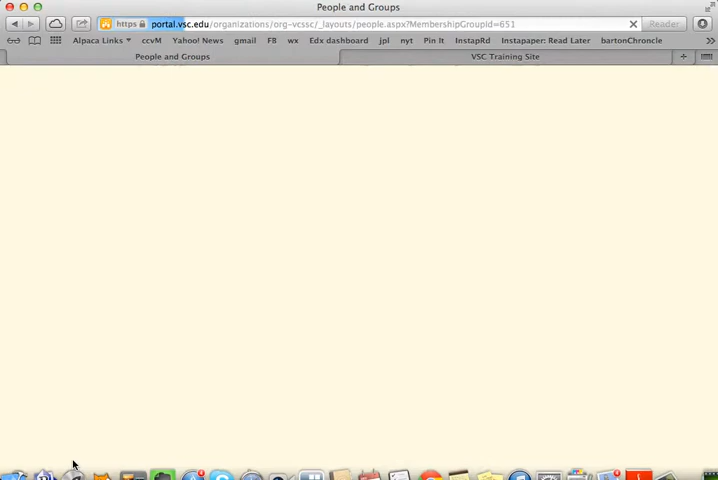 People and Groups
https portal.vsc.edu/organizations/org-vcssc/_layouts/people.aspx?MembershipGroupId=651 Reader
Alpaca Links ccvM Yahoo! News gmail FB wx Edx dashboard jpl nyt Pin It InstapRd Instapaper: Read Later bartonChroncle
People and Groups VSC Training Site